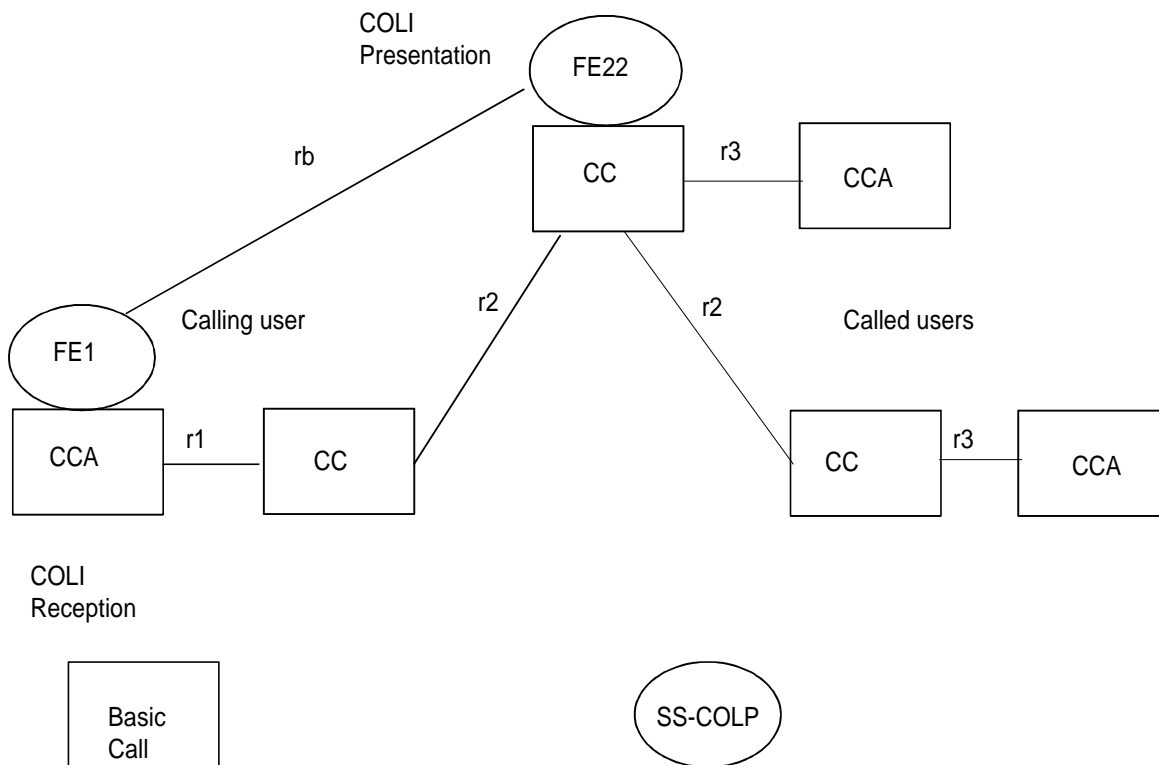 COLI
Presentation
FE22
rb
CC
r3
CCA
Calling user
r2
r2
Called users
FE1
CCA
r1
CC
CC
r3
CCA
COLI
Reception
Basic
Call
SS-COLP